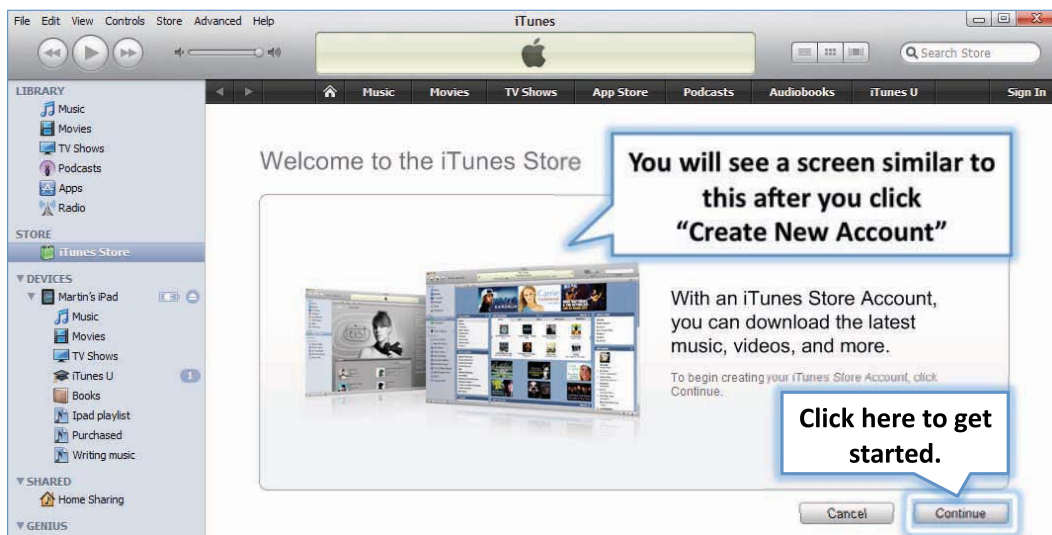 File Edit View Controls Store Advanced Help
iTunes
Search Store
LIBRARY
Music
Movies
TV Shows
Podcasts
Apps
Radio
STORE
iTunes Store
DEVICES
Martin's iPad
Music
Movies
TV Shows
iTunes U 1
Books
Ipad playlist
Purchased
Writing music
SHARED
Home Sharing
GENIUS
Music Movies TV Shows App Store Podcasts Audiobooks iTunes U Sign In
Welcome to the iTunes Store
You will see a screen similar to
this after you click
“Create New Account”
With an iTunes Store Account,
you can download the latest
music, videos, and more.
To begin creating your iTunes Store Account, click
Continue.
Click here to get
started.
Cancel Continue